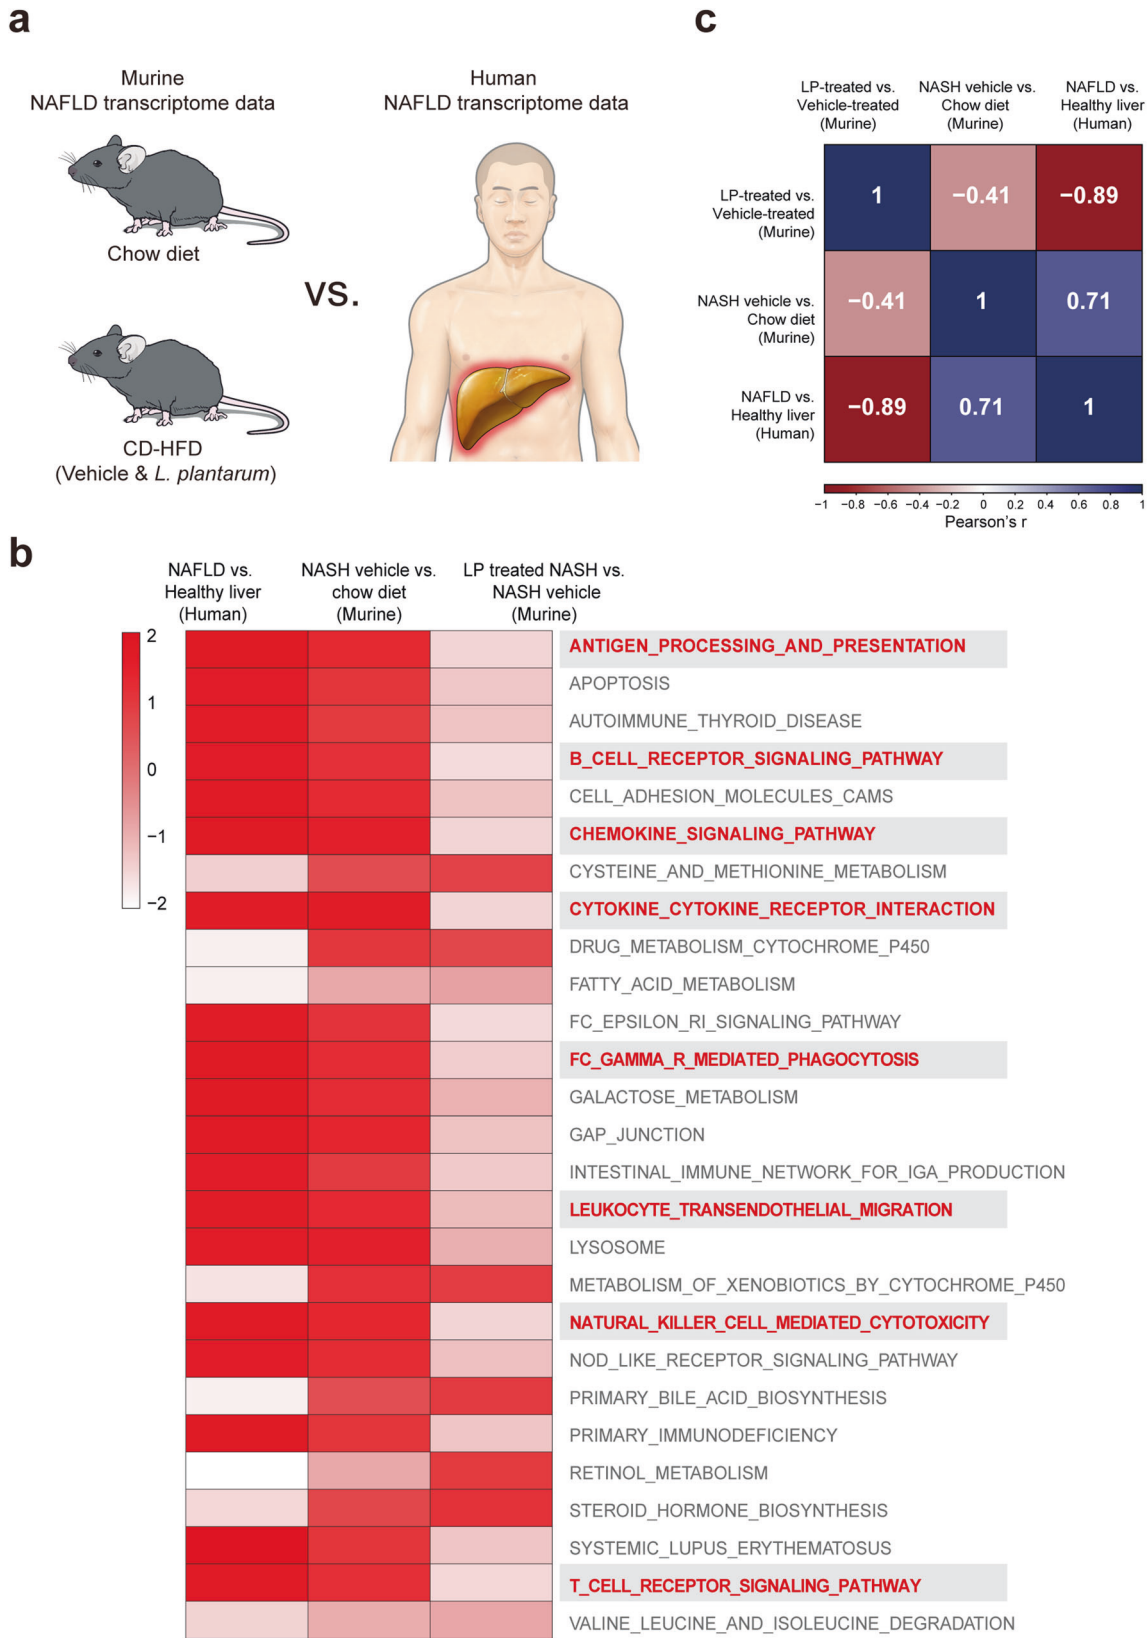 a
Murine
NAFLD transcriptome data
Human
NAFLD transcriptome data
Chow diet
vs.
CD-HFD
(Vehicle & L. plantarum)
c
LP-treated vs.
Vehicle-treated
(Murine)
NASH vehicle vs.
Chow diet
(Murine)
NAFLD vs.
Healthy liver
(Human)
LP-treated vs.
Vehicle-treated
(Murine)
1
−0.41
−0.89
NASH vehicle vs.
Chow diet
(Murine)
−0.41
1
0.71
NAFLD vs.
Healthy liver
(Human)
−0.89
0.71
1
−1 −0.8 −0.6 −0.4 −0.2 0 0.2 0.4 0.6 0.8 1
Pearson's r
b
NAFLD vs.
Healthy liver
(Human)
NASH vehicle vs.
chow diet
(Murine)
LP treated NASH vs.
NASH vehicle
(Murine)
2
1
0
−1
−2
ANTIGEN_PROCESSING_AND_PRESENTATION
APOPTOSIS
AUTOIMMUNE_THYROID_DISEASE
B_CELL_RECEPTOR_SIGNALING_PATHWAY
CELL_ADHESION_MOLECULES_CAMS
CHEMOKINE_SIGNALING_PATHWAY
CYSTEINE_AND_METHIONINE_METABOLISM
CYTOKINE_CYTOKINE_RECEPTOR_INTERACTION
DRUG_METABOLISM_CYTOCHROME_P450
FATTY_ACID_METABOLISM
FC_EPSILON_RI_SIGNALING_PATHWAY
FC_GAMMA_R_MEDIATED_PHAGOCYTOSIS
GALACTOSE_METABOLISM
GAP_JUNCTION
INTESTINAL_IMMUNE_NETWORK_FOR_IGA_PRODUCTION
LEUKOCYTE_TRANSENDOTHELIAL_MIGRATION
LYSOSOME
METABOLISM_OF_XENOBIOTICS_BY_CYTOCHROME_P450
NATURAL_KILLER_CELL_MEDIATED_CYTOTOXICITY
NOD_LIKE_RECEPTOR_SIGNALING_PATHWAY
PRIMARY_BILE_ACID_BIOSYNTHESIS
PRIMARY_IMMUNODEFICIENCY
RETINOL_METABOLISM
STEROID_HORMONE_BIOSYNTHESIS
SYSTEMIC_LUPUS_ERYTHEMATOSUS
T_CELL_RECEPTOR_SIGNALING_PATHWAY
VALINE_LEUCINE_AND_ISOLEUCINE_DEGRADATION